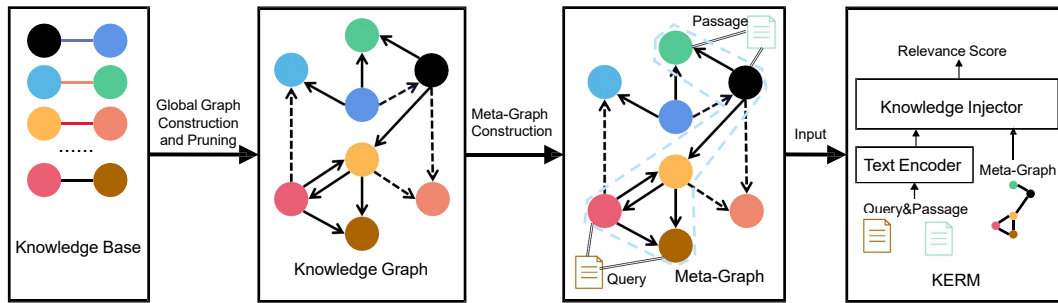 ......
Knowledge Base
Global Graph
Construction
and Pruning
Knowledge Graph
Meta-Graph
Construction
Passage
Query
Meta-Graph
Input
Relevance Score
Knowledge Injector
Text Encoder
Meta-Graph
Query&Passage
KERM